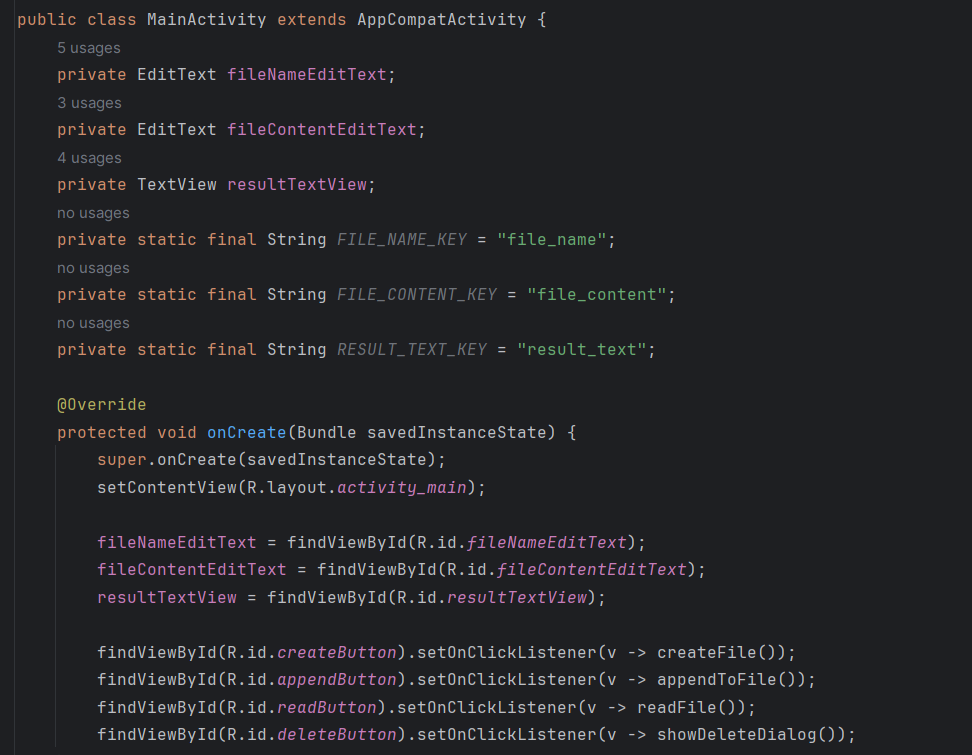 public class MainActivity extends AppCompatActivity {
5 usages
private EditText fileNameEditText;
3 usages
private EditText fileContentEditText;
4 usages
private TextView resultTextView;
no usages
private static final String FILE_NAME_KEY = "file_name";
no usages
private static final String FILE_CONTENT_KEY = "file_content";
no usages
private static final String RESULT_TEXT_KEY = "result_text";
@Override
protected void onCreate(Bundle savedInstanceState) {
super.onCreate(savedInstanceState);
setContentView(R.layout.activity_main);
fileNameEditText = findViewById(R.id.fileNameEditText);
fileContentEditText = findViewById(R.id.fileContentEditText);
resultTextView = findViewById(R.id.resultTextView);
findViewById(R.id.createButton).setOnClickListener(v -> createFile());
findViewById(R.id.appendButton).setOnClickListener(v -> appendToFile());
findViewById(R.id.readButton).setOnClickListener(v -> readFile());
findViewById(R.id.deleteButton).setOnClickListener(v -> showDeleteDialog());